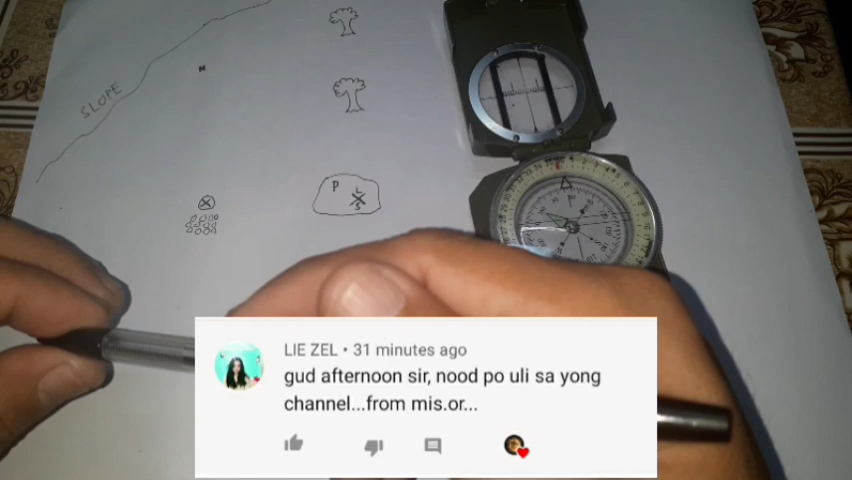 SLOPE
M
P
L
S
LIE ZEL • 31 minutes ago
gud afternoon sir, nood po uli sa yong
channel...from mis.or...